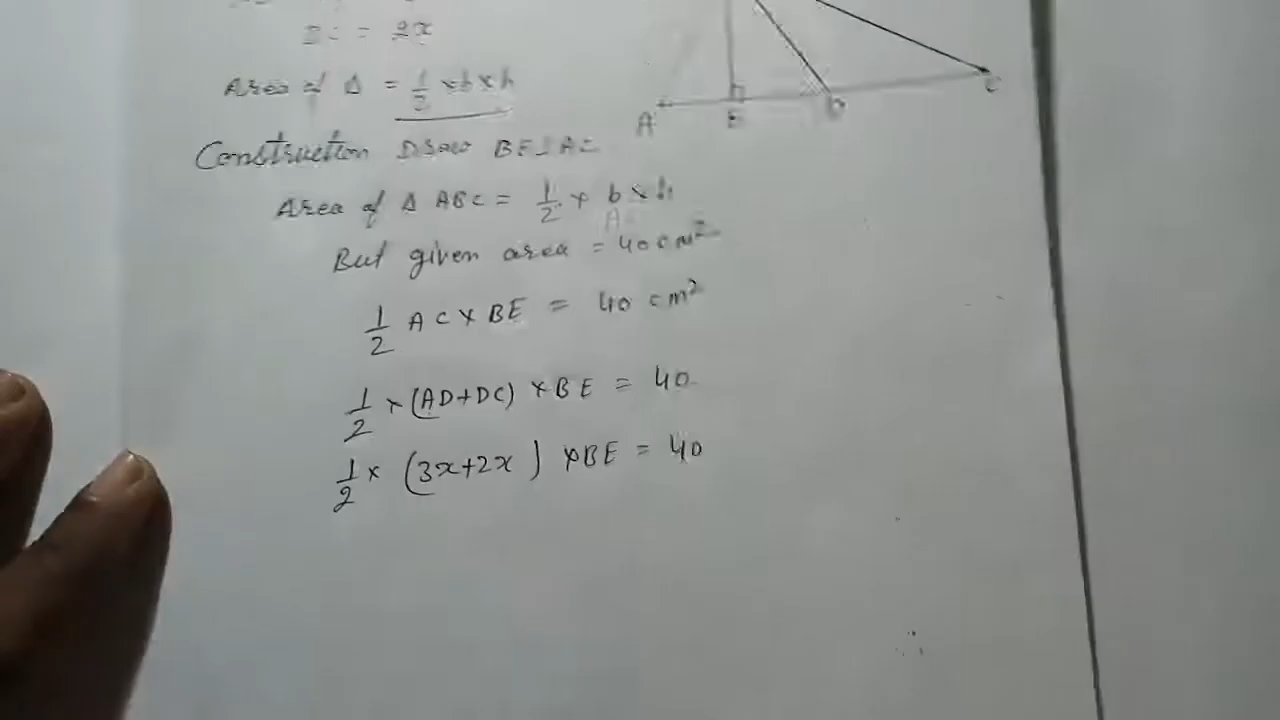 DC = 2x
Area of Δ = 1/2 × b × h
A E D C
Construction Draw BE ⊥ AC
Area of Δ ABC = 1/2 × b × h
But given area = 40 cm²
1/2 AC × BE = 40 cm²
1/2 × (AD+DC) × BE = 40
1/2 × (3x+2x) × BE = 40